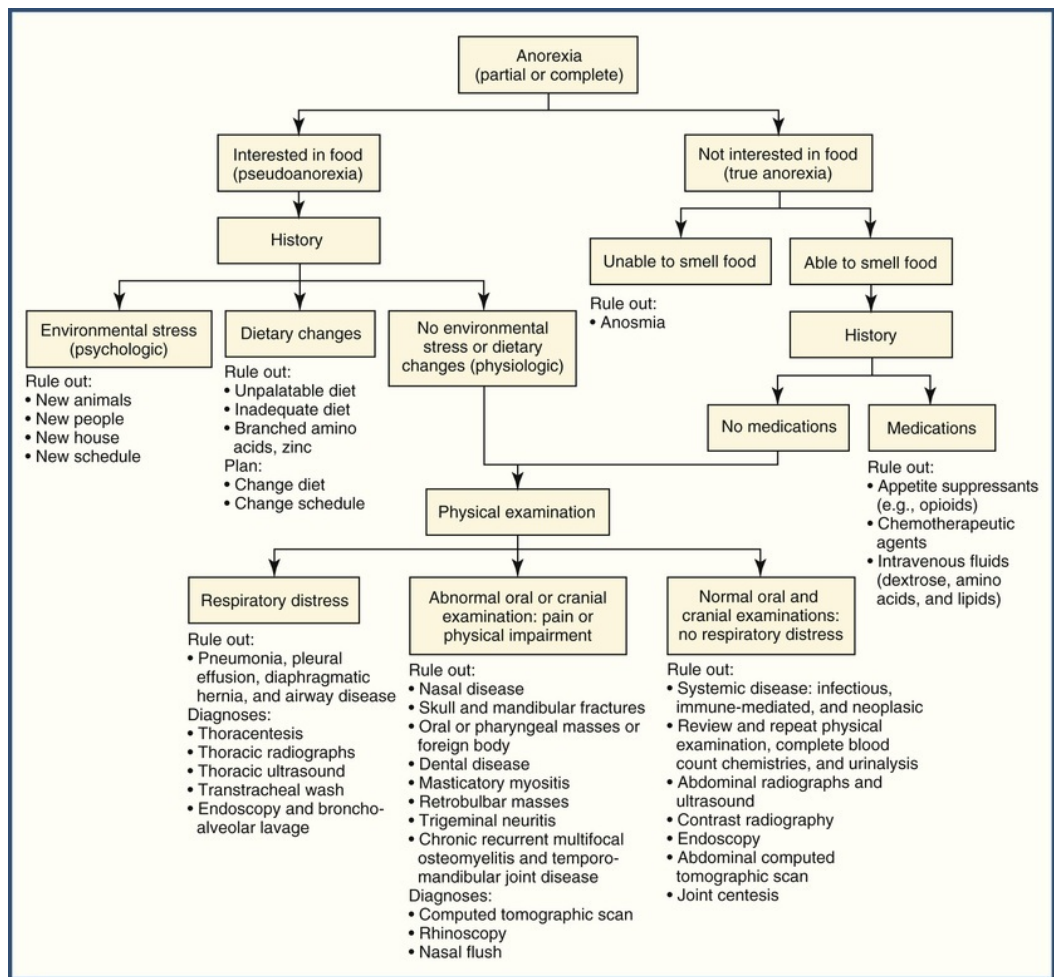 Anorexia
(partial or complete)
Interested in food
(pseudoanorexia)
Not interested in food
(true anorexia)
History
Unable to smell food
Able to smell food
Rule out:
• Anosmia
Environmental stress
(psychologic)
Dietary changes
No environmental
stress or dietary
changes (physiologic)
History
Rule out:
• New animals
• New people
• New house
• New schedule
Rule out:
• Unpalatable diet
• Inadequate diet
• Branched amino
acids, zinc
Plan:
• Change diet
• Change schedule
No medications
Medications
Rule out:
• Appetite suppressants
(e.g., opioids)
• Chemotherapeutic
agents
• Intravenous fluids
(dextrose, amino
acids, and lipids)
Physical examination
Respiratory distress
Abnormal oral or cranial
examination: pain or
physical impairment
Normal oral and
cranial examinations:
no respiratory distress
Rule out:
• Pneumonia, pleural
effusion, diaphragmatic
hernia, and airway disease
Diagnoses:
• Thoracentesis
• Thoracic radiographs
• Thoracic ultrasound
• Transtracheal wash
• Endoscopy and broncho-
alveolar lavage
Rule out:
• Nasal disease
• Skull and mandibular fractures
• Oral or pharyngeal masses or
foreign body
• Dental disease
• Masticatory myositis
• Retrobulbar masses
• Trigeminal neuritis
• Chronic recurrent multifocal
osteomyelitis and temporo-
mandibular joint disease
Diagnoses:
• Computed tomographic scan
• Rhinoscopy
• Nasal flush
Rule out:
• Systemic disease: infectious,
immune-mediated, and neoplasic
• Review and repeat physical
examination, complete blood
count chemistries, and urinalysis
• Abdominal radiographs and
ultrasound
• Contrast radiography
• Endoscopy
• Abdominal computed
tomographic scan
• Joint centesis